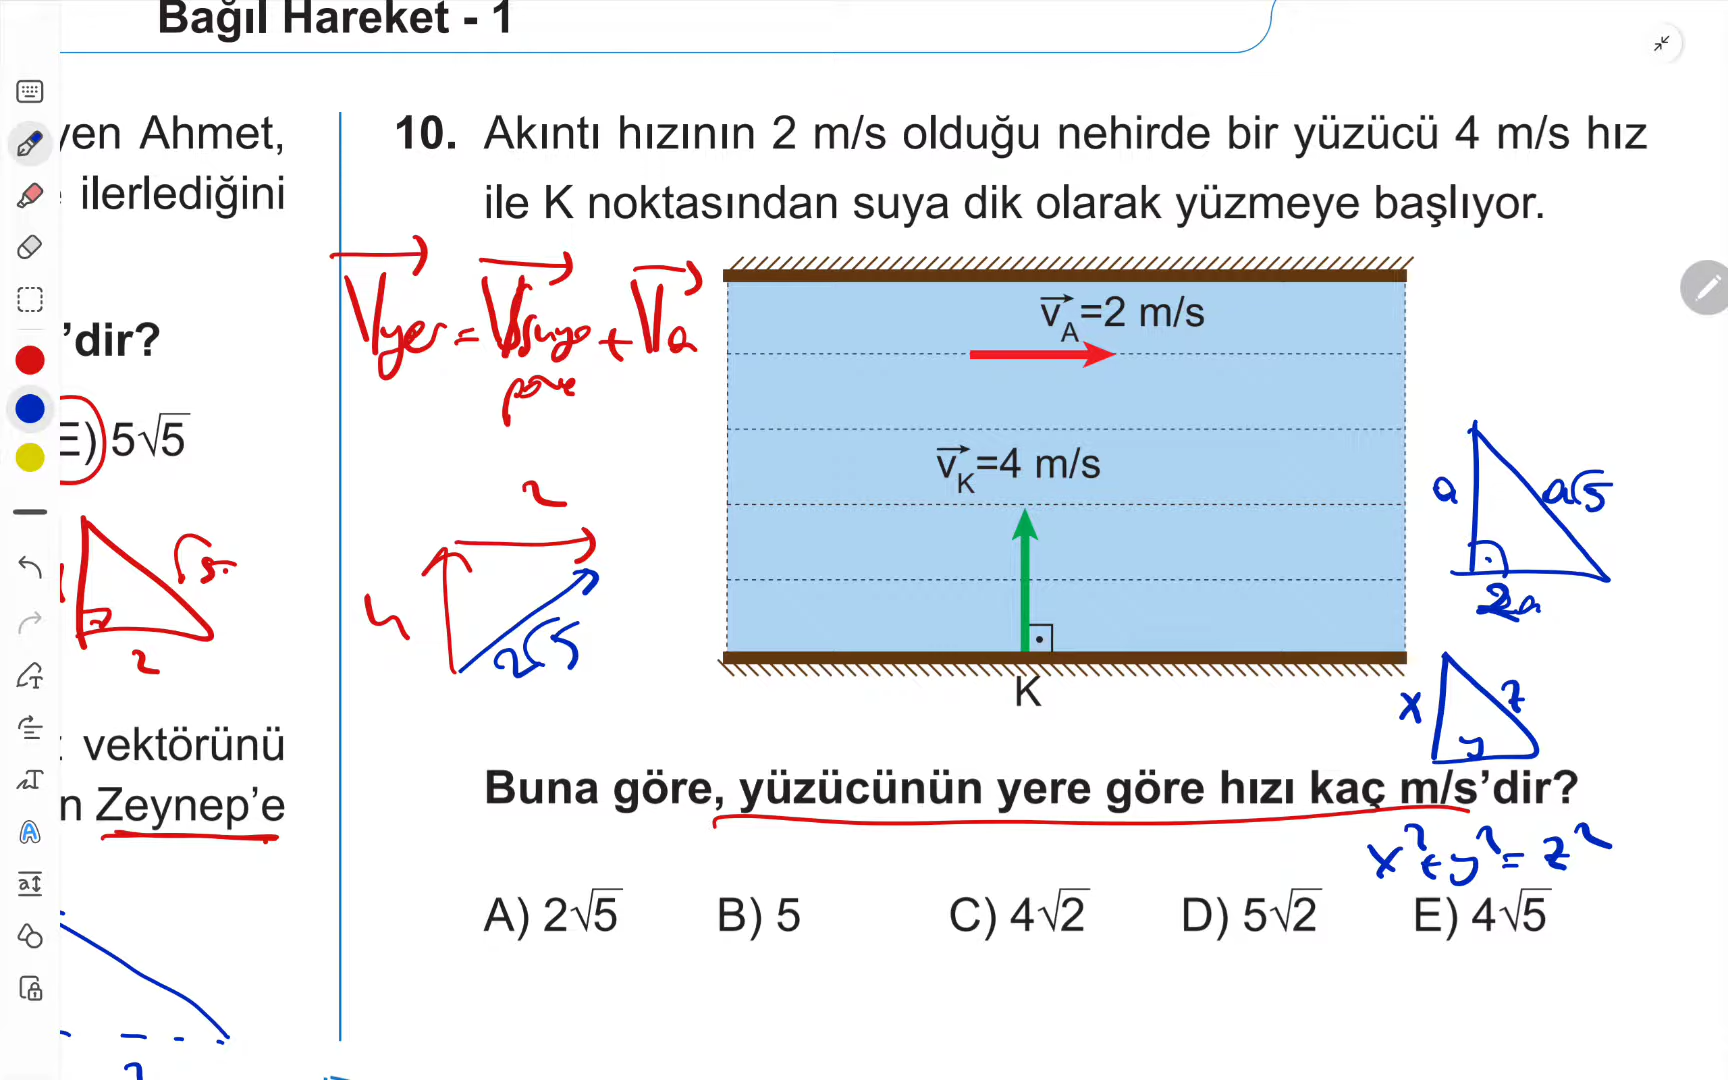 Bağıl Hareket - 1
yen Ahmet,
ilerlediğini
’dir?
E) 5√5
√5
2
vektörünü
n Zeynep’e
10. Akıntı hızının 2 m/s olduğu nehirde bir yüzücü 4 m/s hız
ile K noktasından suya dik olarak yüzmeye başlıyor.
Vyer = Vsuya + Va
göre
v_A=2 m/s
v_K=4 m/s
K
2
4
2√5
a
a√5
2a
x
z
y
Buna göre, yüzücünün yere göre hızı kaç m/s’dir?
x²+y²=z²
A) 2√5 B) 5 C) 4√2 D) 5√2 E) 4√5